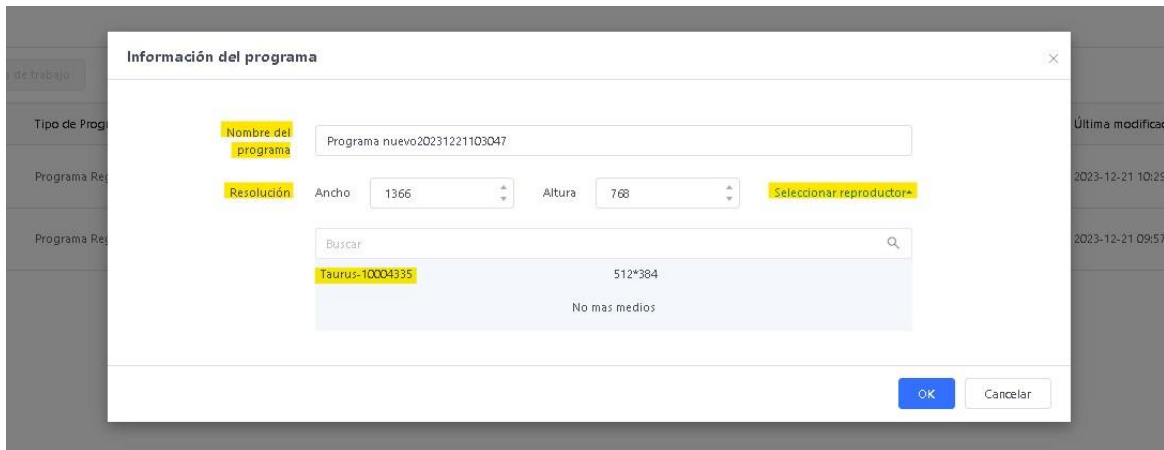 Información del programa
a de trabajo
Tipo de Progr
Última modificac
Nombre del
programa
Programa nuevo20231221103047
Programa Reg
2023-12-21 10:29
Resolución Ancho 1366 Altura 768 Seleccionar reproductor
Programa Reg
2023-12-21 09:57
Buscar
Taurus-10004335 512*384
No mas medios
OK Cancelar